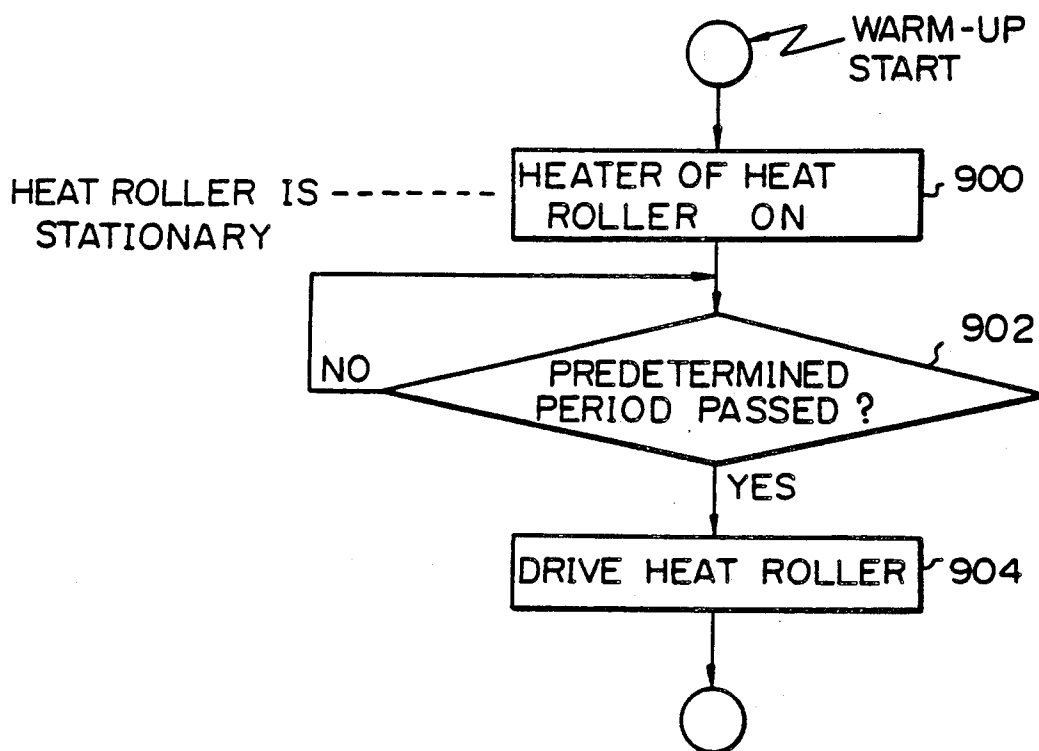 WARM-UP
START
HEATER OF HEAT
ROLLER ON
900
HEAT ROLLER IS
STATIONARY
902
NO
PREDETERMINED
PERIOD PASSED ?
YES
DRIVE HEAT ROLLER
904